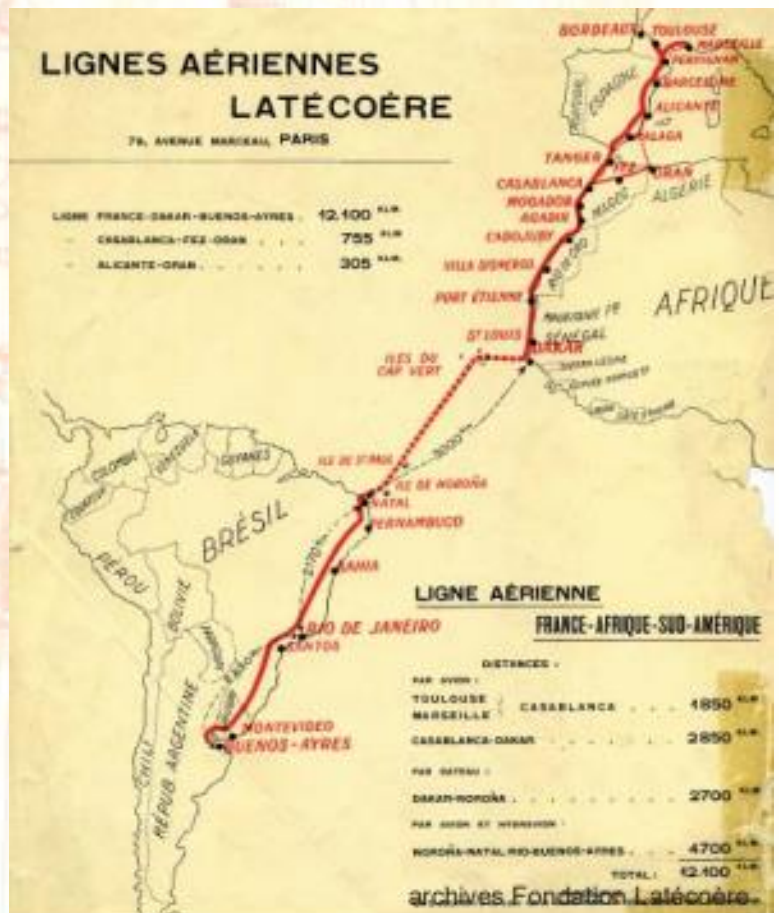 LIGNES AÉRIENNES
LATÉCOÈRE
79, AVENUE MARCEAU, PARIS
LIGNE FRANCE-DAKAR-BUENOS-AYRES . 12.100 KLM
" CASABLANCA-FEZ-ORAN . . . . 755 KLM
" ALICANTE-ORAN . . . . . 305 KLM
BORDEAUX
TOULOUSE
MARSEILLE
PERPIGNAN
BARCELONE
ESPAGNE
PORTUGAL
ALICANTE
MALAGA
TANGER
FEZ
ORAN
CASABLANCA
MOGADOR
AGADIR
MAROC
ALGÉRIE
CABO JUBY
RIO DE ORO
VILLA CISNEROS
PORT ÉTIENNE
AFRIQUE
MAURITANIE FR
ST LOUIS
SÉNÉGAL
DAKAR
ILES DU
CAP VERT
3000
ILE DE ST PAUL
ILE DE NOROÑA
NATAL
PERNAMBUCO
COLOMBIE
VENEZUELA
GUYANES
BRÉSIL
PÉROU
BOLIVIE
2170
BAHIA
RIO DE JANEIRO
SANTOS
MONTEVIDEO
BUENOS-AYRES
CHILI
RÉPUB ARGENTINE
LIGNE AÉRIENNE
FRANCE-AFRIQUE-SUD-AMÉRIQUE
DISTANCES :
PAR AVION :
TOULOUSE
MARSEILLE
CASABLANCA . . . 1850 KLM
CASABLANCA-DAKAR . . . . . . 2850 KLM
PAR BATEAU :
DAKAR-NOROÑA . . . . . . . 2700 KLM
PAR AVION ET HYDRAVION :
NOROÑA-NATAL-RIO-BUENOS-AYRES . . 4700 KLM
TOTAL : 12.100 KLM
archives Fondation Latécoère